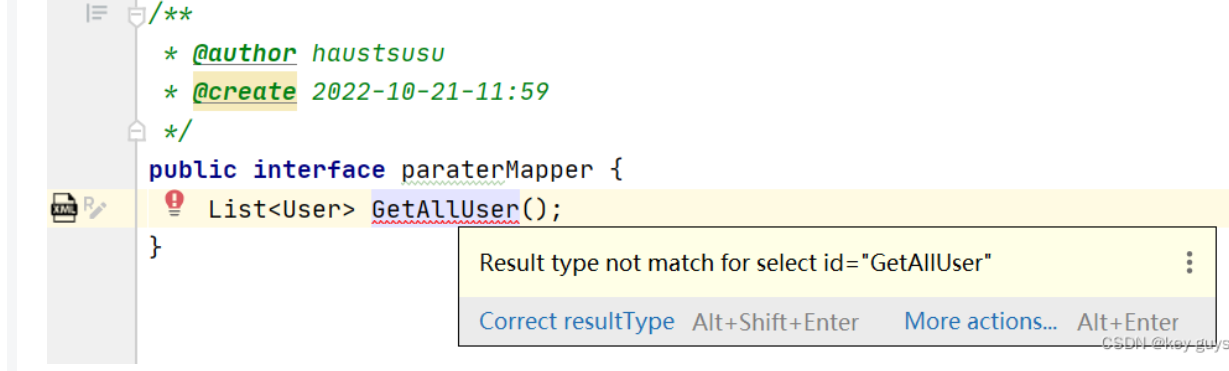 /**
* @author haustsusu
* @create 2022-10-21-11:59
*/
public interface paraterMapper {
XML R List<User> GetAllUser();
}
Result type not match for select id="GetAllUser"
Correct resultType Alt+Shift+Enter More actions... Alt+Enter
CSDN @key guys